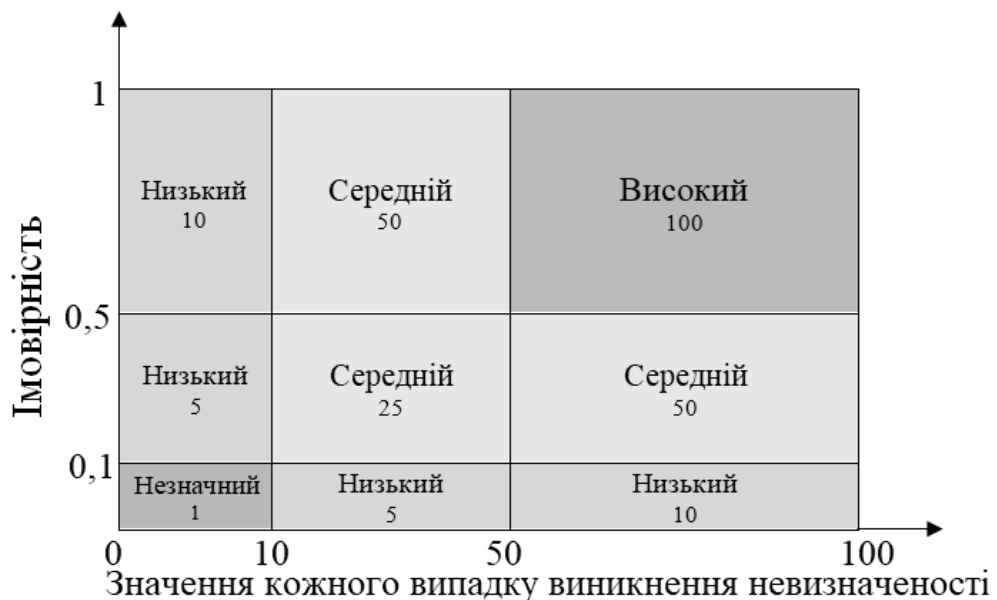 1
Низький
10
Середній
50
Високий
100
Імовірність
0,5
Низький
5
Середній
25
Середній
50
0,1
Незначний
1
Низький
5
Низький
10
0 10 50 100
Значення кожного випадку виникнення невизначеності